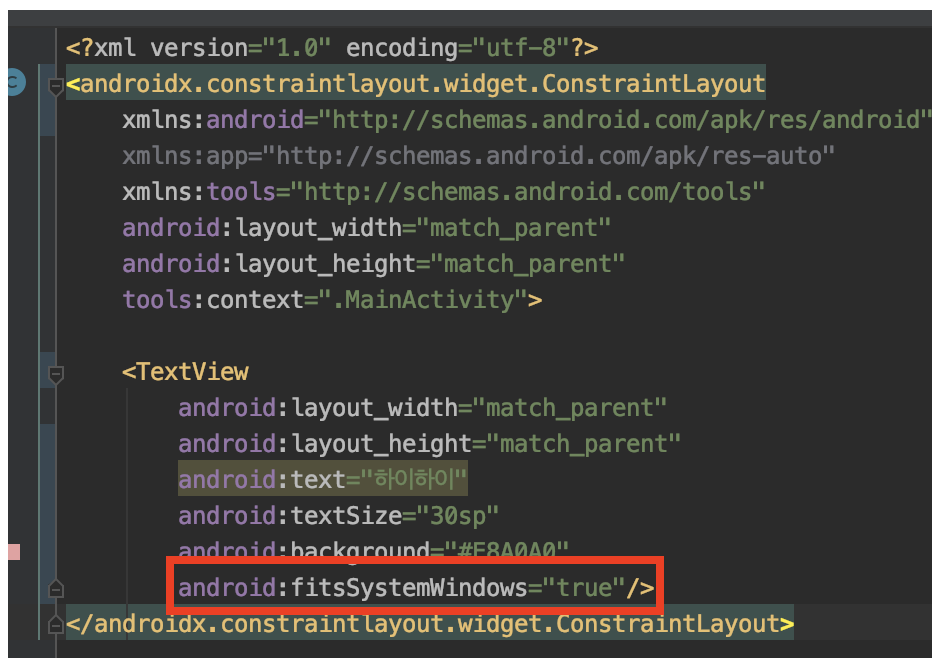 <?xml version="1.0" encoding="utf-8"?>
<androidx.constraintlayout.widget.ConstraintLayout
    xmlns:android="http://schemas.android.com/apk/res/android"
    xmlns:app="http://schemas.android.com/apk/res-auto"
    xmlns:tools="http://schemas.android.com/tools"
    android:layout_width="match_parent"
    android:layout_height="match_parent"
    tools:context=".MainActivity">

    <TextView
        android:layout_width="match_parent"
        android:layout_height="match_parent"
        android:text="하이하이"
        android:textSize="30sp"
        android:background="#E8A0A0"
        android:fitsSystemWindows="true"/>
</androidx.constraintlayout.widget.ConstraintLayout>